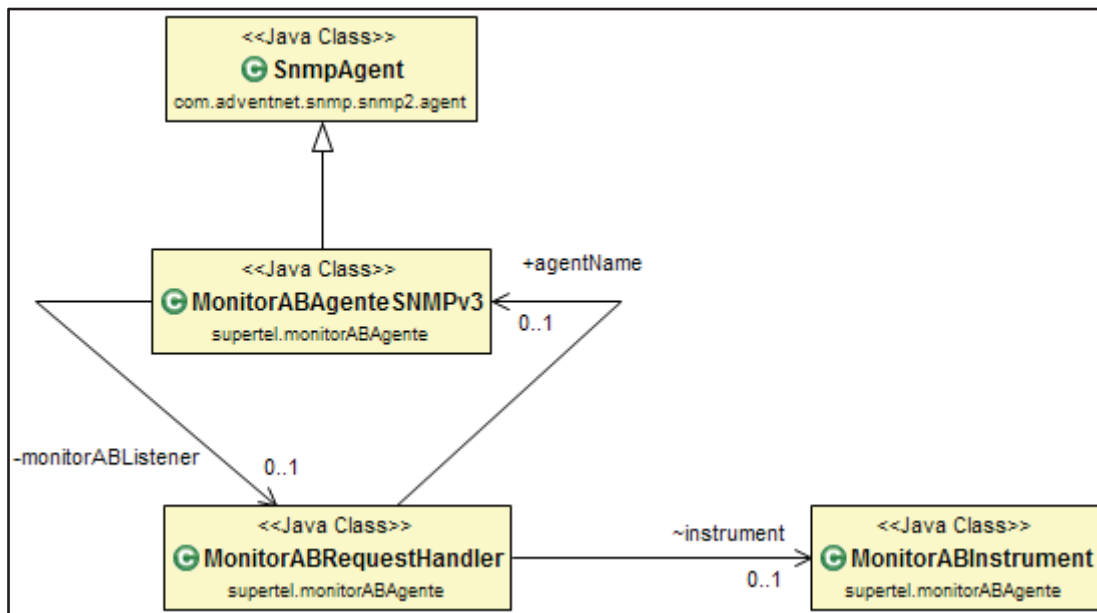 <<Java Class>>
C SnmpAgent
com.adventnet.snmp.snmp2.agent
<<Java Class>>
C MonitorABAgenteSNMPv3
supertel.monitorABAgente
+agentName
0..1
-monitorABListener
0..1
<<Java Class>>
C MonitorABRequestHandler
supertel.monitorABAgente
~instrument
0..1
<<Java Class>>
C MonitorABInstrument
supertel.monitorABAgente